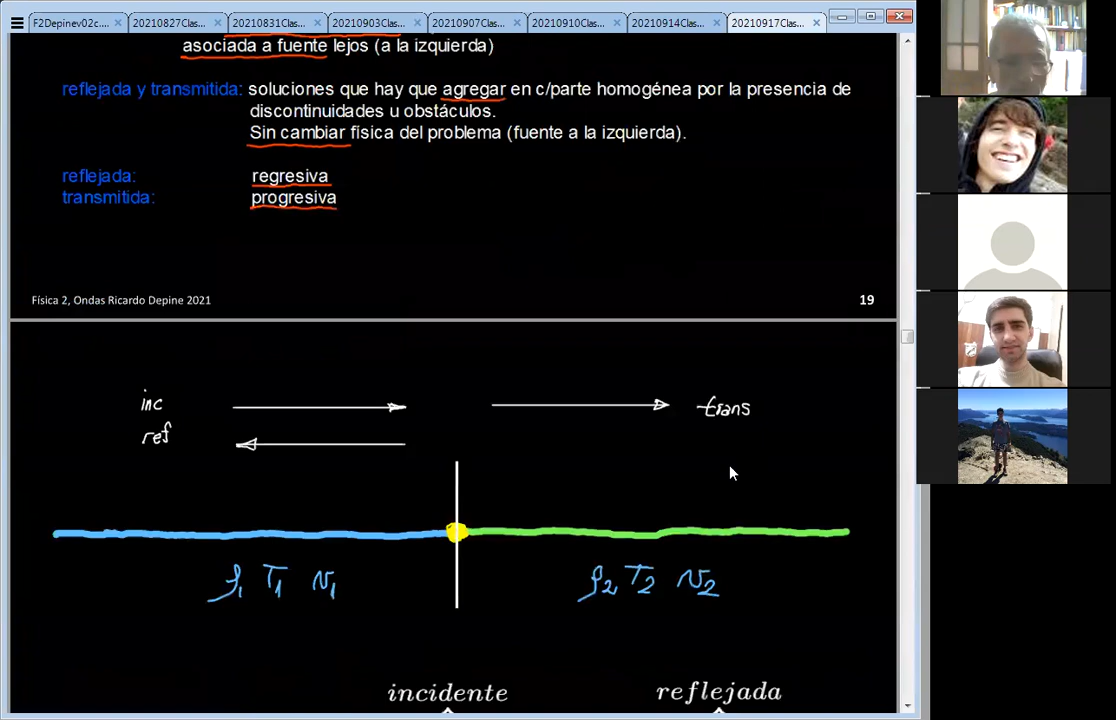 F2Depinev02c.
20210827Clas...
20210831Clas...
20210903Clas...
20210907Clas...
20210910Clas...
20210914Clas...
20210917Clas...
asociada a fuente lejos (a la izquierda)
reflejada y transmitida: soluciones que hay que agregar en c/parte homogénea por la presencia de
discontinuidades u obstáculos.
Sin cambiar física del problema (fuente a la izquierda).
reflejada: regresiva
transmitida: progresiva
Física 2, Ondas Ricardo Depine 2021
19
inc
trans
ref
ρ1 T1 v1
ρ2 T2 v2
incidente
reflejada